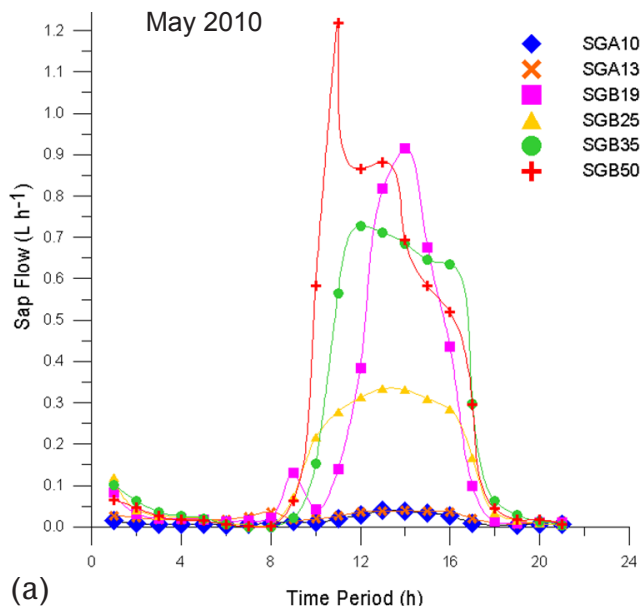 May 2010
SGA10
SGA13
SGB19
SGB25
SGB35
SGB50
Sap Flow (L h-1)
1.2
1.1
1.0
0.9
0.8
0.7
0.6
0.5
0.4
0.3
0.2
0.1
0.0
0 4 8 12 16 20 24
Time Period (h)
(a)